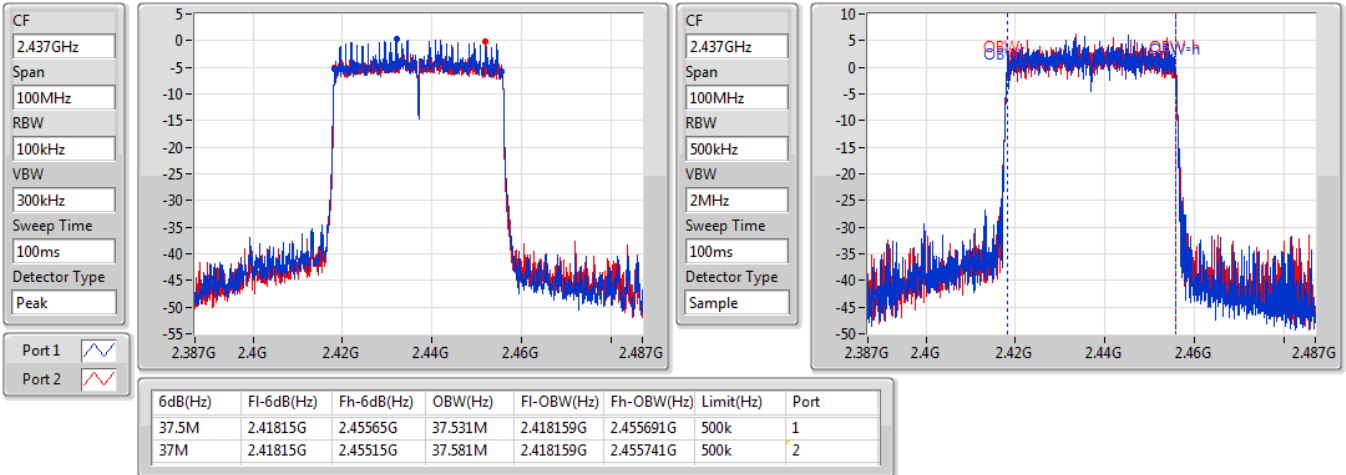 CF
2.437GHz
Span
100MHz
RBW
100kHz
VBW
300kHz
Sweep Time
100ms
Detector Type
Peak
Port 1
Port 2
5-
0-
-5-
-10-
-15-
-20-
-25-
-30-
-35-
-40-
-45-
-50-
-55-
2.387G 2.4G 2.42G 2.44G 2.46G 2.487G
CF
2.437GHz
Span
100MHz
RBW
500kHz
VBW
2MHz
Sweep Time
100ms
Detector Type
Sample
10-
5-
0-
-5-
-10-
-15-
-20-
-25-
-30-
-35-
-40-
-45-
-50-
OBW-h
2.387G 2.4G 2.42G 2.44G 2.46G 2.487G
6dB(Hz) Fl-6dB(Hz) Fh-6dB(Hz) OBW(Hz) Fl-OBW(Hz) Fh-OBW(Hz) Limit(Hz) Port
37.5M 2.41815G 2.45565G 37.531M 2.418159G 2.455691G 500k 1
37M 2.41815G 2.45515G 37.581M 2.418159G 2.455741G 500k 2